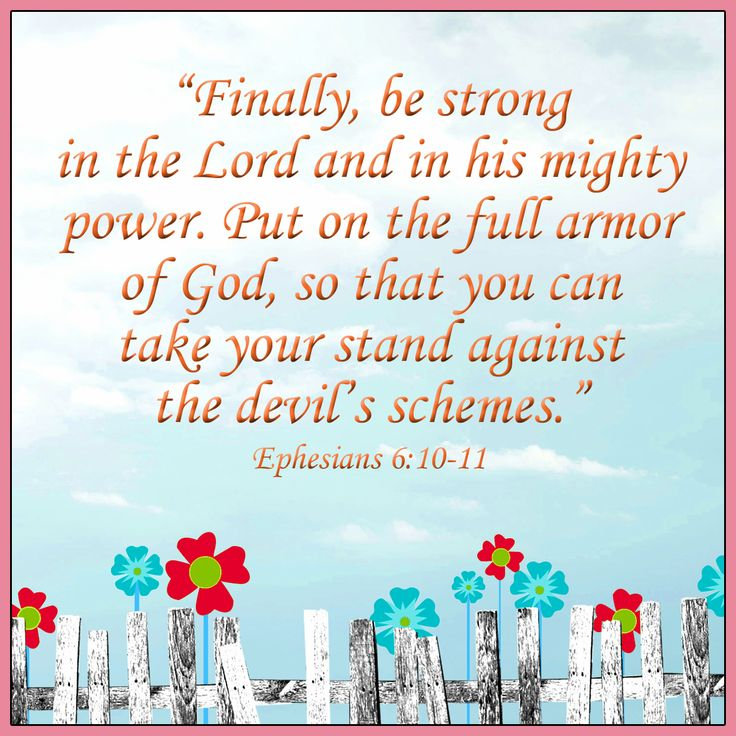 “Finally, be strong
in the Lord and in his mighty
power. Put on the full armor
of God, so that you can
take your stand against
the devil’s schemes.”
Ephesians 6:10-11